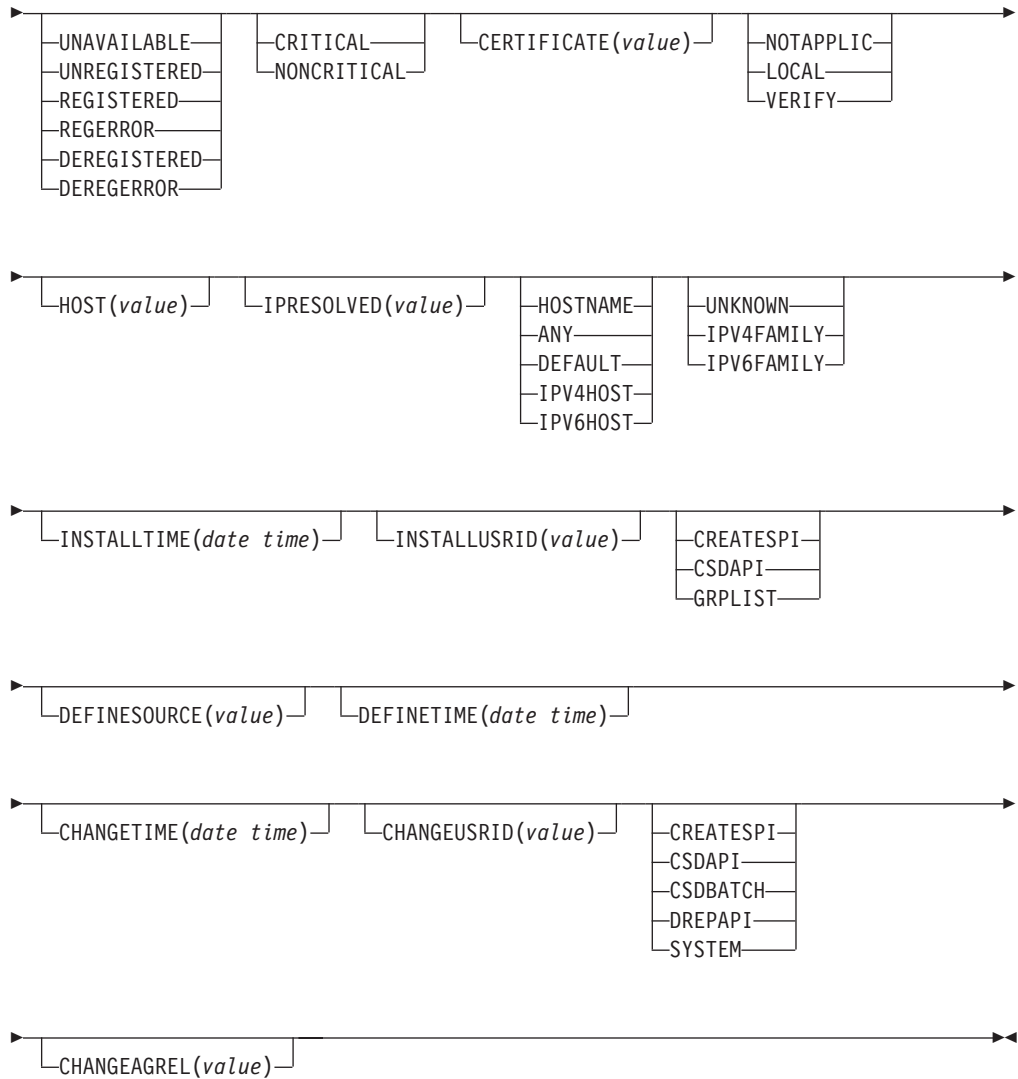 UNAVAILABLE CRITICAL CERTIFICATE(value) NOTAPPLIC
UNREGISTERED NONCRITICAL LOCAL
REGISTERED VERIFY
REGERROR
DEREGISTERED
DEREGERROR
HOST(value) IPRESOLVED(value) HOSTNAME UNKNOWN
ANY IPV4FAMILY
DEFAULT IPV6FAMILY
IPV4HOST
IPV6HOST
INSTALLTIME(date time) INSTALLUSRID(value) CREATESPI
CSDAPI
GRPLIST
DEFINESOURCE(value) DEFINETIME(date time)
CHANGETIME(date time) CHANGEUSRID(value) CREATESPI
CSDAPI
CSDBATCH
DREPAPI
SYSTEM
CHANGEAGREL(value)